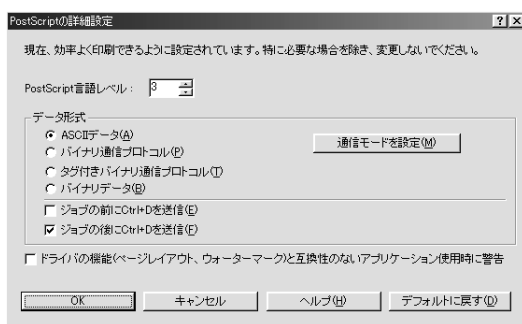 PostScriptの詳細設定
現在、効率よく印刷できるように設定されています。特に必要な場合を除き、変更しないでください。
PostScript言語レベル： 3
データ形式
ASCIIデータ(A)
通信モードを設定(M)
バイナリ通信プロトコル(P)
タグ付きバイナリ通信プロトコル(T)
バイナリデータ(B)
ジョブの前にCtrl+Dを送信(E)
ジョブの後にCtrl+Dを送信(F)
ドライバの機能(ページレイアウト、ウォーターマーク)と互換性のないアプリケーション使用時に警告
OK キャンセル ヘルプ(H) デフォルトに戻す(D)